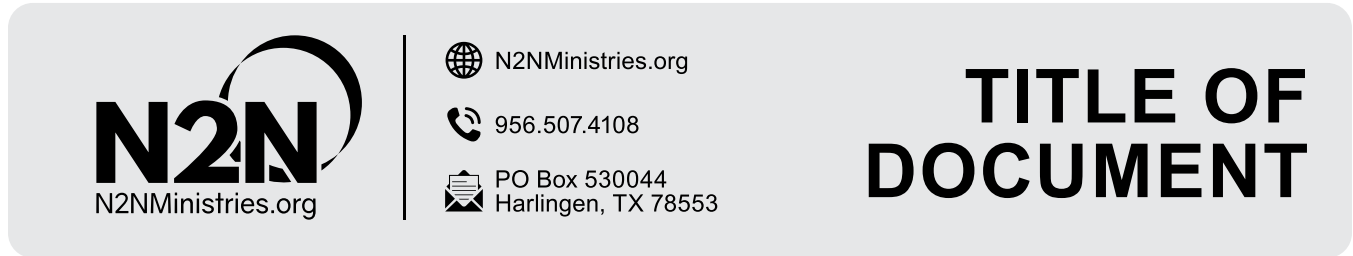 N2N
N2NMinistries.org
N2NMinistries.org
956.507.4108
PO Box 530044
Harlingen, TX 78553
TITLE OF
DOCUMENT